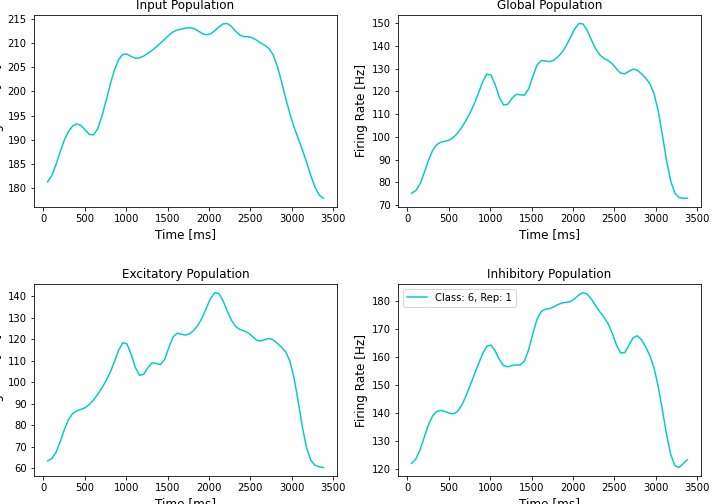 Input Population
215
210
205
200
195
190
185
180
0 500 1000 1500 2000 2500 3000 3500
Time [ms]
Global Population
Firing Rate [Hz]
150
140
130
120
110
100
90
80
70
0 500 1000 1500 2000 2500 3000 3500
Time [ms]
Excitatory Population
140
130
120
110
100
90
80
70
60
0 500 1000 1500 2000 2500 3000 3500
Time [ms]
Inhibitory Population
Class: 6, Rep: 1
Firing Rate [Hz]
180
170
160
150
140
130
120
0 500 1000 1500 2000 2500 3000 3500
Time [ms]